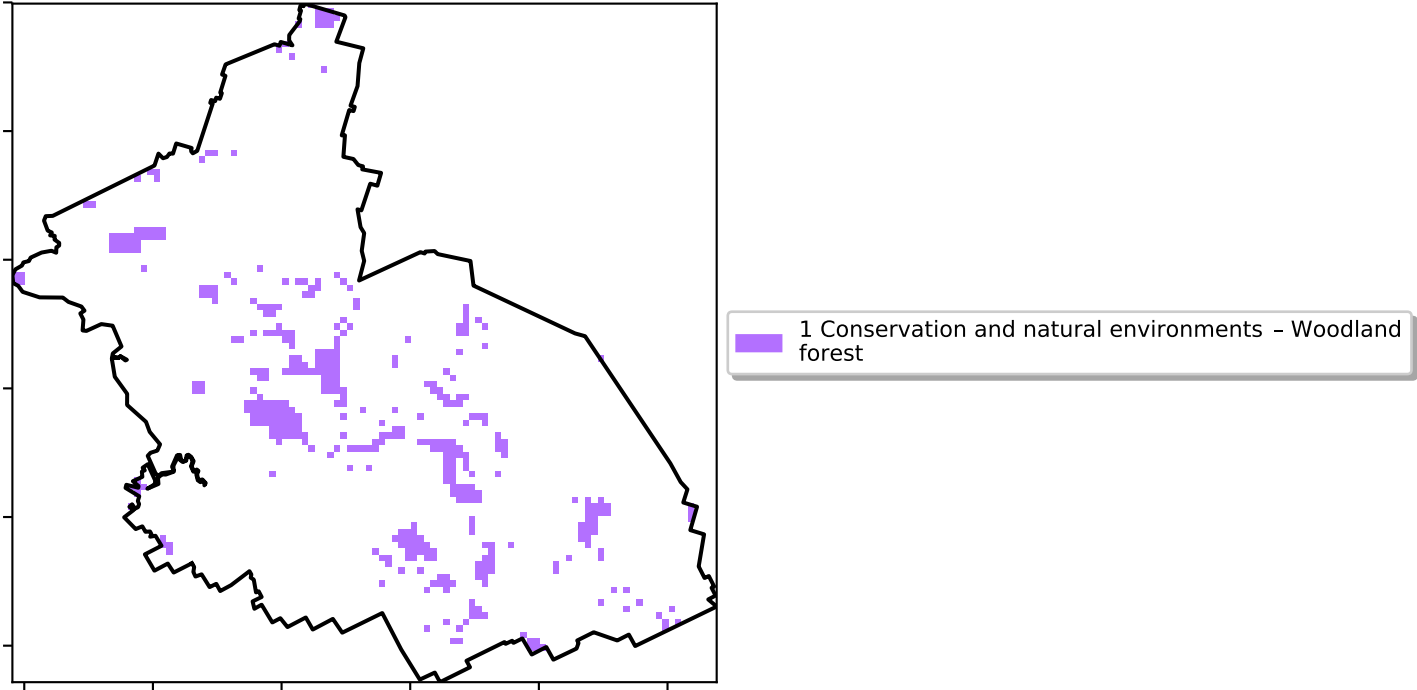 1 Conservation and natural environments – Woodland
forest